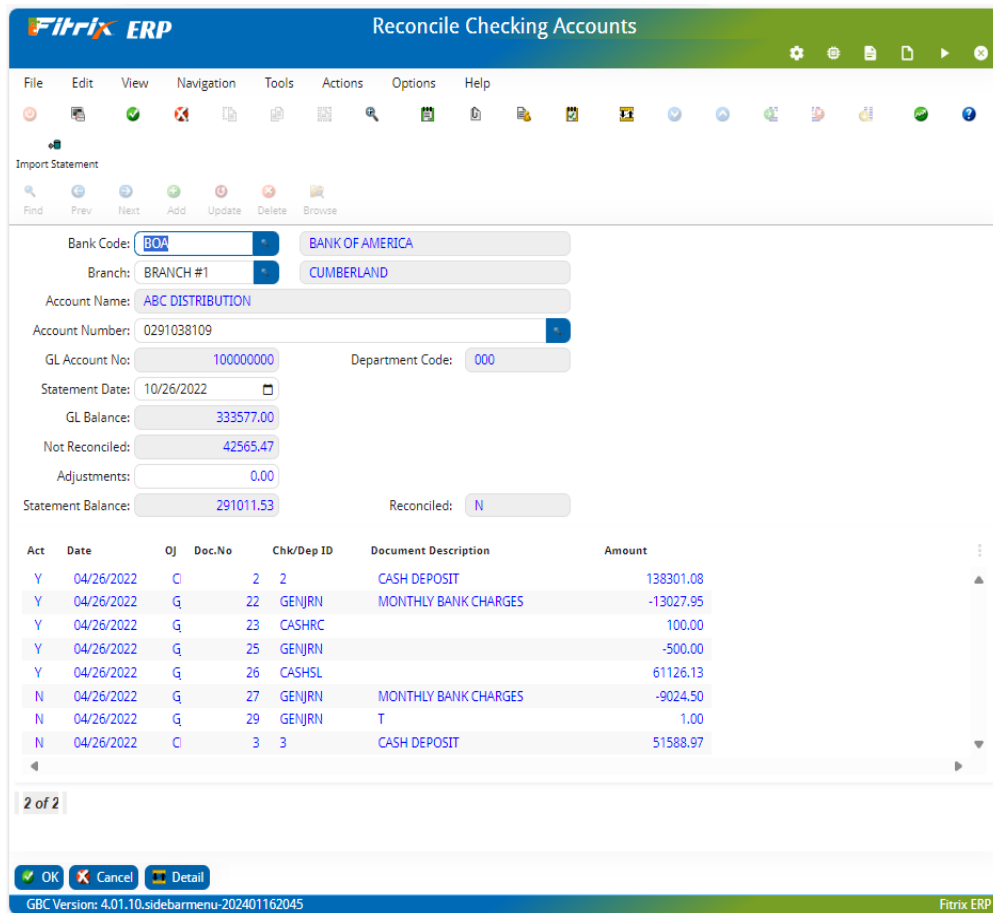 Fitrix ERP Reconcile Checking Accounts
File Edit View Navigation Tools Actions Options Help
Import Statement
Find Prev Next Add Update Delete Browse
Bank Code: BOA BANK OF AMERICA
Branch: BRANCH #1 CUMBERLAND
Account Name: ABC DISTRIBUTION
Account Number: 0291038109
GL Account No: 100000000 Department Code: 000
Statement Date: 10/26/2022
GL Balance: 333577.00
Not Reconciled: 42565.47
Adjustments: 0.00
Statement Balance: 291011.53 Reconciled: N
Act Date OJ Doc.No Chk/Dep ID Document Description Amount
Y 04/26/2022 2 2 CASH DEPOSIT 138301.08
Y 04/26/2022 G 22 GENJRN MONTHLY BANK CHARGES -13027.95
Y 04/26/2022 G 23 CASHRC 100.00
Y 04/26/2022 G 25 GENJRN -500.00
Y 04/26/2022 G 26 CASHSL 61126.13
N 04/26/2022 G 27 GENJRN MONTHLY BANK CHARGES -9024.50
N 04/26/2022 G 29 GENJRN T 1.00
N 04/26/2022 3 3 CASH DEPOSIT 51588.97
2 of 2
OK Cancel Detail
GBC Version: 4.01.10.sidebarmenu-202401162045 Fitrix ERP